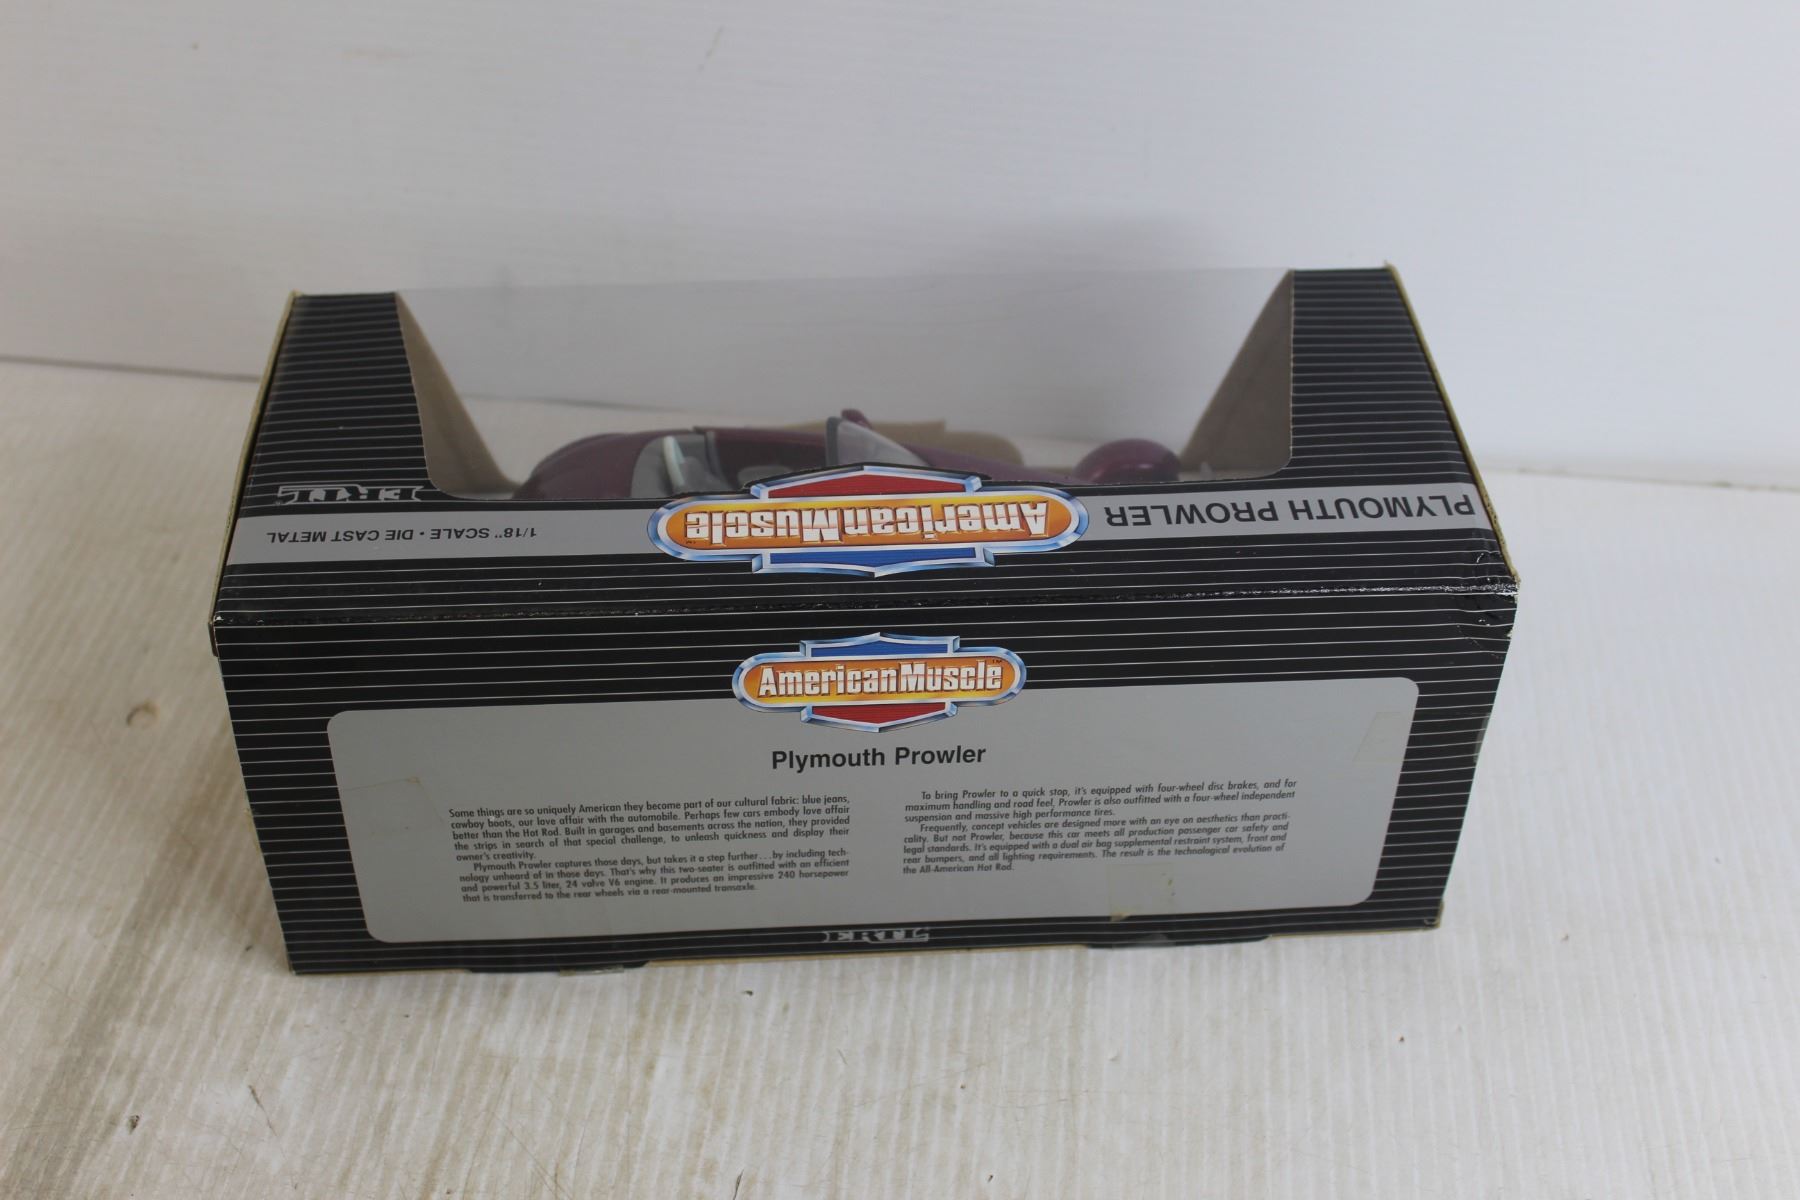 ERTL
PLYMOUTH PROWLER
AmericanMuscle™
1/18" SCALE • DIE CAST METAL
AmericanMuscle™
Plymouth Prowler
Some things are so uniquely American they become part of our cultural fabric: blue jeans,
cowboy boots, our love affair with the automobile. Perhaps few cars embody love affair
better than the Hot Rod. Built in garages and basements across the nation, they provided
the strips in search of that special challenge, to unleash quickness and display their
owner's creativity.
Plymouth Prowler captures those days, but takes it a step further...by including tech-
nology unheard of in those days. That's why this two-seater is outfitted with an efficient
and powerful 3.5 liter, 24 valve V6 engine. It produces an impressive 240 horsepower
that is transferred to the rear wheels via a rear-mounted transaxle.
To bring Prowler to a quick stop, it's equipped with four-wheel disc brakes, and for
maximum handling and road feel, Prowler is also outfitted with a four-wheel independent
suspension and massive high performance tires.
Frequently, concept vehicles are designed more with an eye on aesthetics than practi-
cality. But not Prowler, because this car meets all production passenger car safety and
legal standards. It's equipped with a dual air bag supplemental restraint system, front and
rear bumpers, and all lighting requirements. The result is the technological evolution of
the All-American Hot Rod.
ERTL